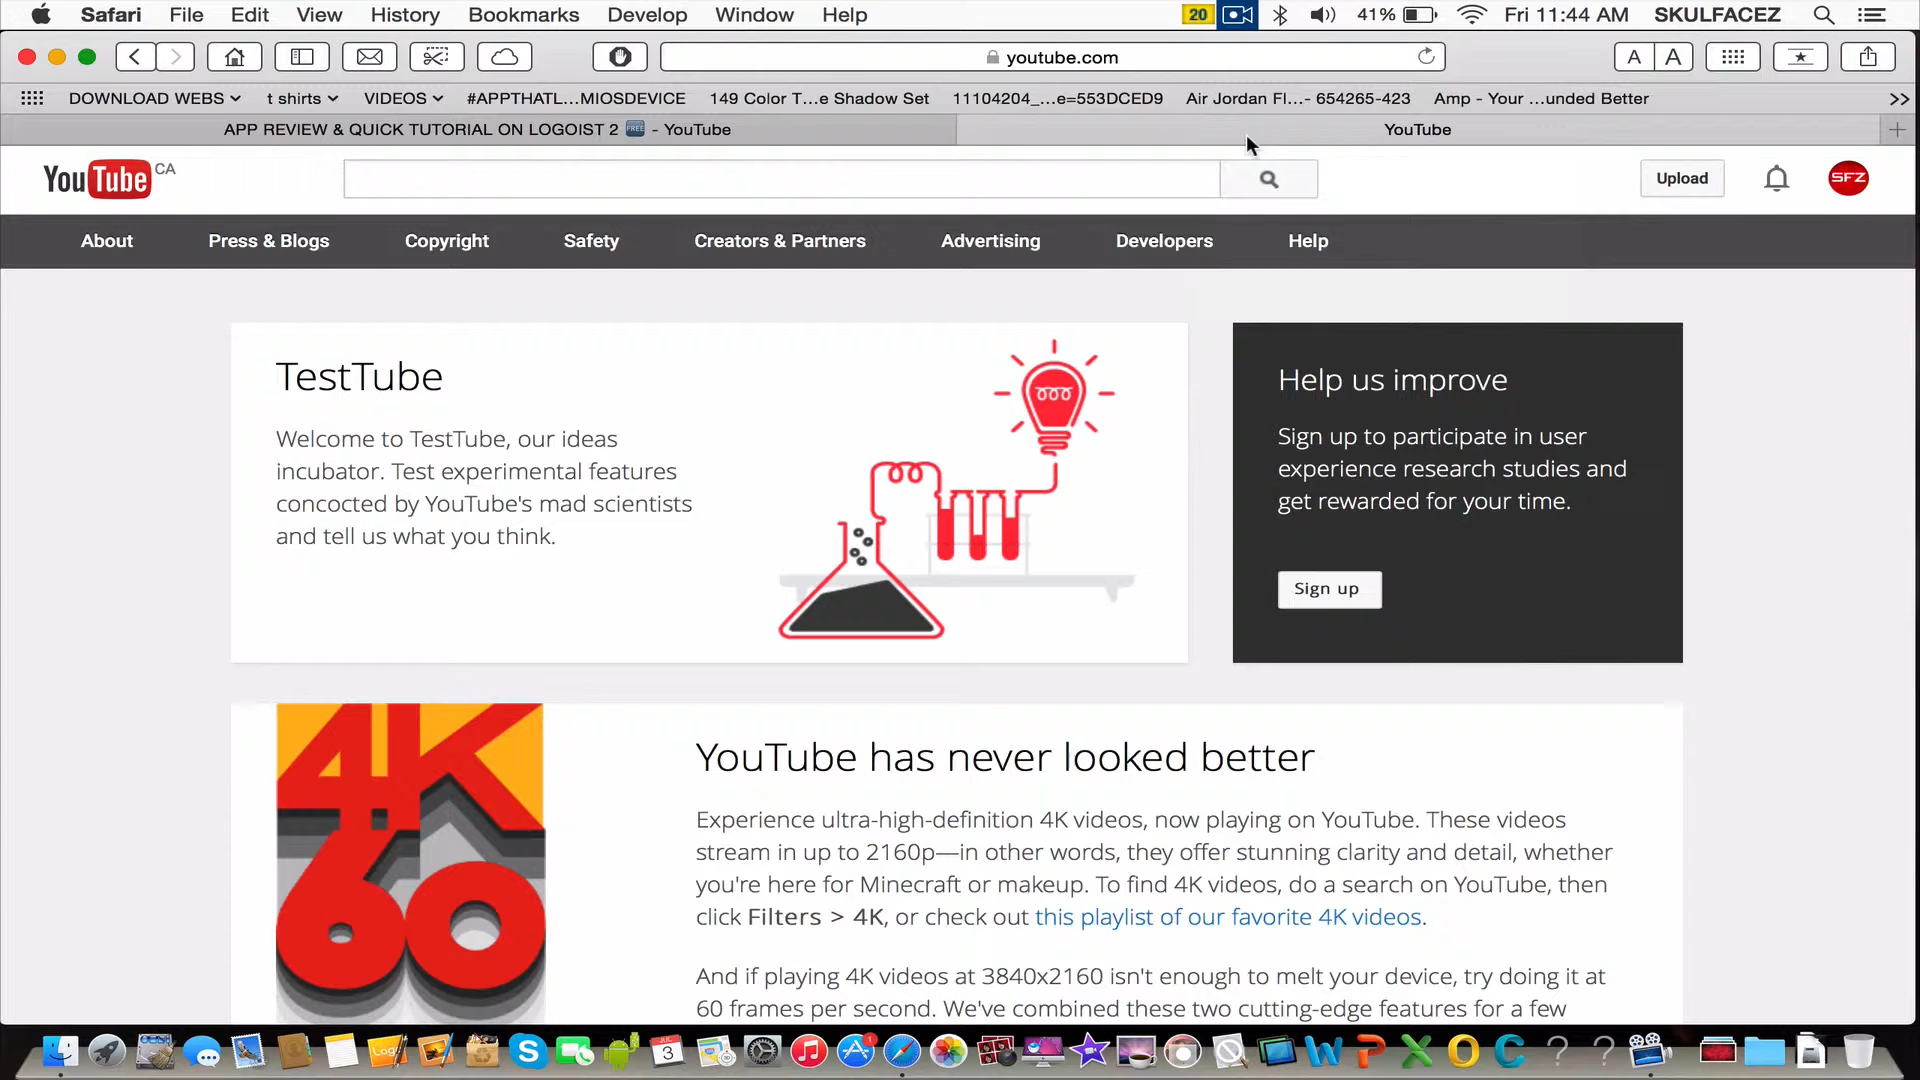 Safari File Edit View History Bookmarks Develop Window Help 20 41% Fri 11:44 AM SKULFACEZ
youtube.com A A
DOWNLOAD WEBS t shirts VIDEOS #APPTHATL...MIOSDEVICE 149 Color T...e Shadow Set 11104204_...e=553DCED9 Air Jordan Fl...- 654265-423 Amp - Your ...unded Better >>
APP REVIEW & QUICK TUTORIAL ON LOGOIST 2 FREE - YouTube YouTube
YouTube CA Upload SFZ
About Press & Blogs Copyright Safety Creators & Partners Advertising Developers Help
TestTube
Welcome to TestTube, our ideas
incubator. Test experimental features
concocted by YouTube's mad scientists
and tell us what you think.
Help us improve
Sign up to participate in user
experience research studies and
get rewarded for your time.
Sign up
4K
60
YouTube has never looked better
Experience ultra-high-definition 4K videos, now playing on YouTube. These videos
stream in up to 2160p—in other words, they offer stunning clarity and detail, whether
you're here for Minecraft or makeup. To find 4K videos, do a search on YouTube, then
click Filters > 4K, or check out this playlist of our favorite 4K videos.
And if playing 4K videos at 3840x2160 isn't enough to melt your device, try doing it at
60 frames per second. We've combined these two cutting-edge features for a few
3